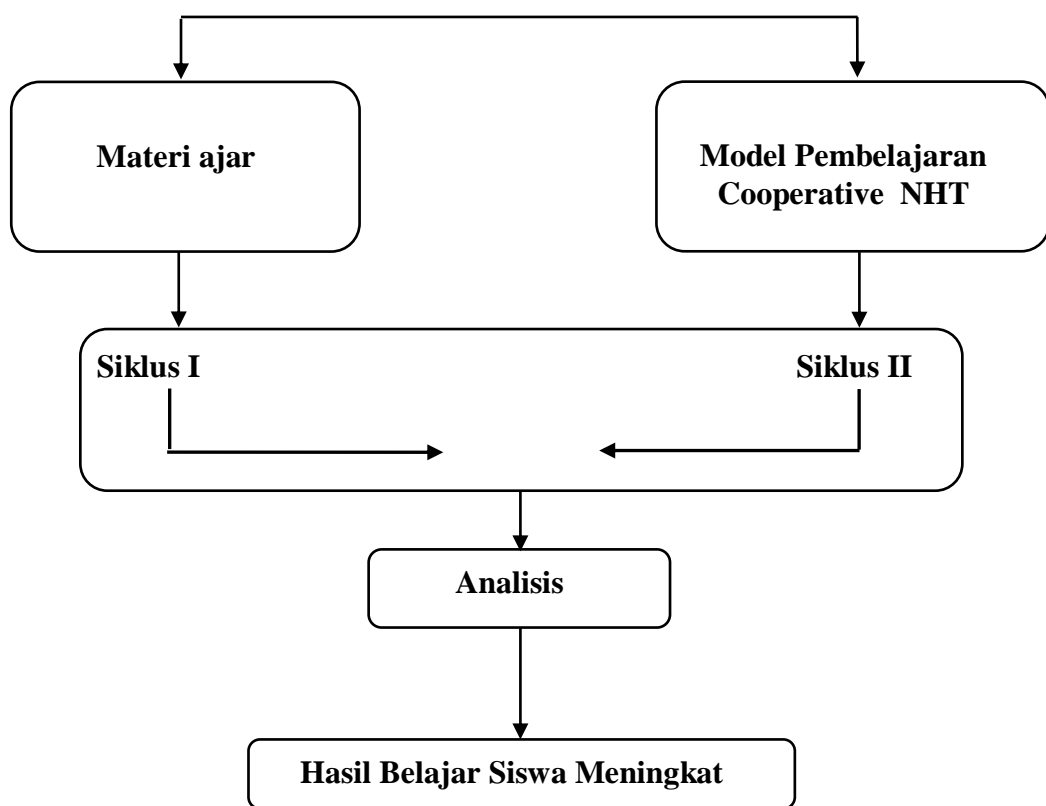 Materi ajar
Model Pembelajaran
Cooperative NHT
Siklus I
Siklus II
Analisis
Hasil Belajar Siswa Meningkat